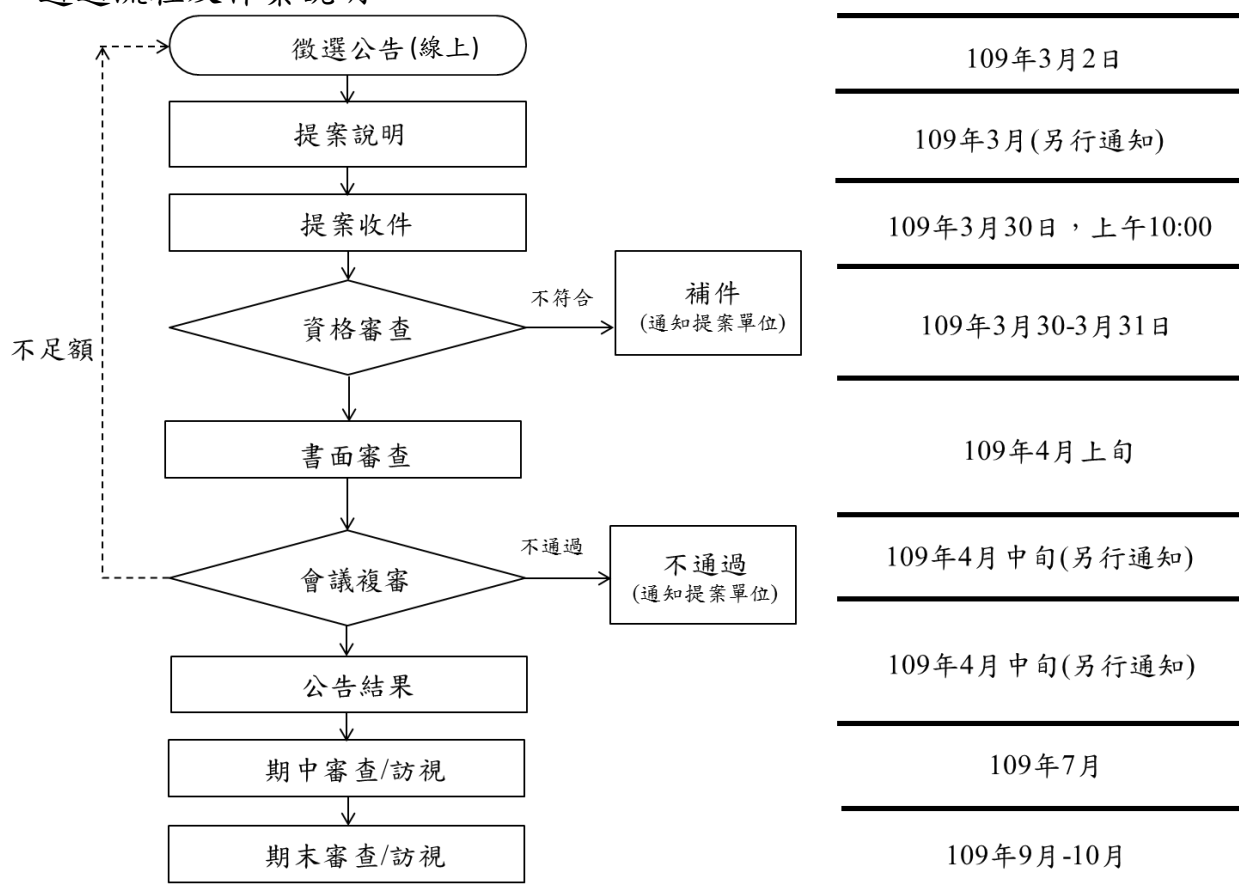 徵選公告(線上)
109年3月2日
提案說明
109年3月(另行通知)
提案收件
109年3月30日，上午10:00
不符合
補件
(通知提案單位)
資格審查
109年3月30-3月31日
不足額
書面審查
109年4月上旬
不通過
不通過
(通知提案單位)
會議複審
109年4月中旬(另行通知)
公告結果
109年4月中旬(另行通知)
期中審查/訪視
109年7月
期末審查/訪視
109年9月-10月